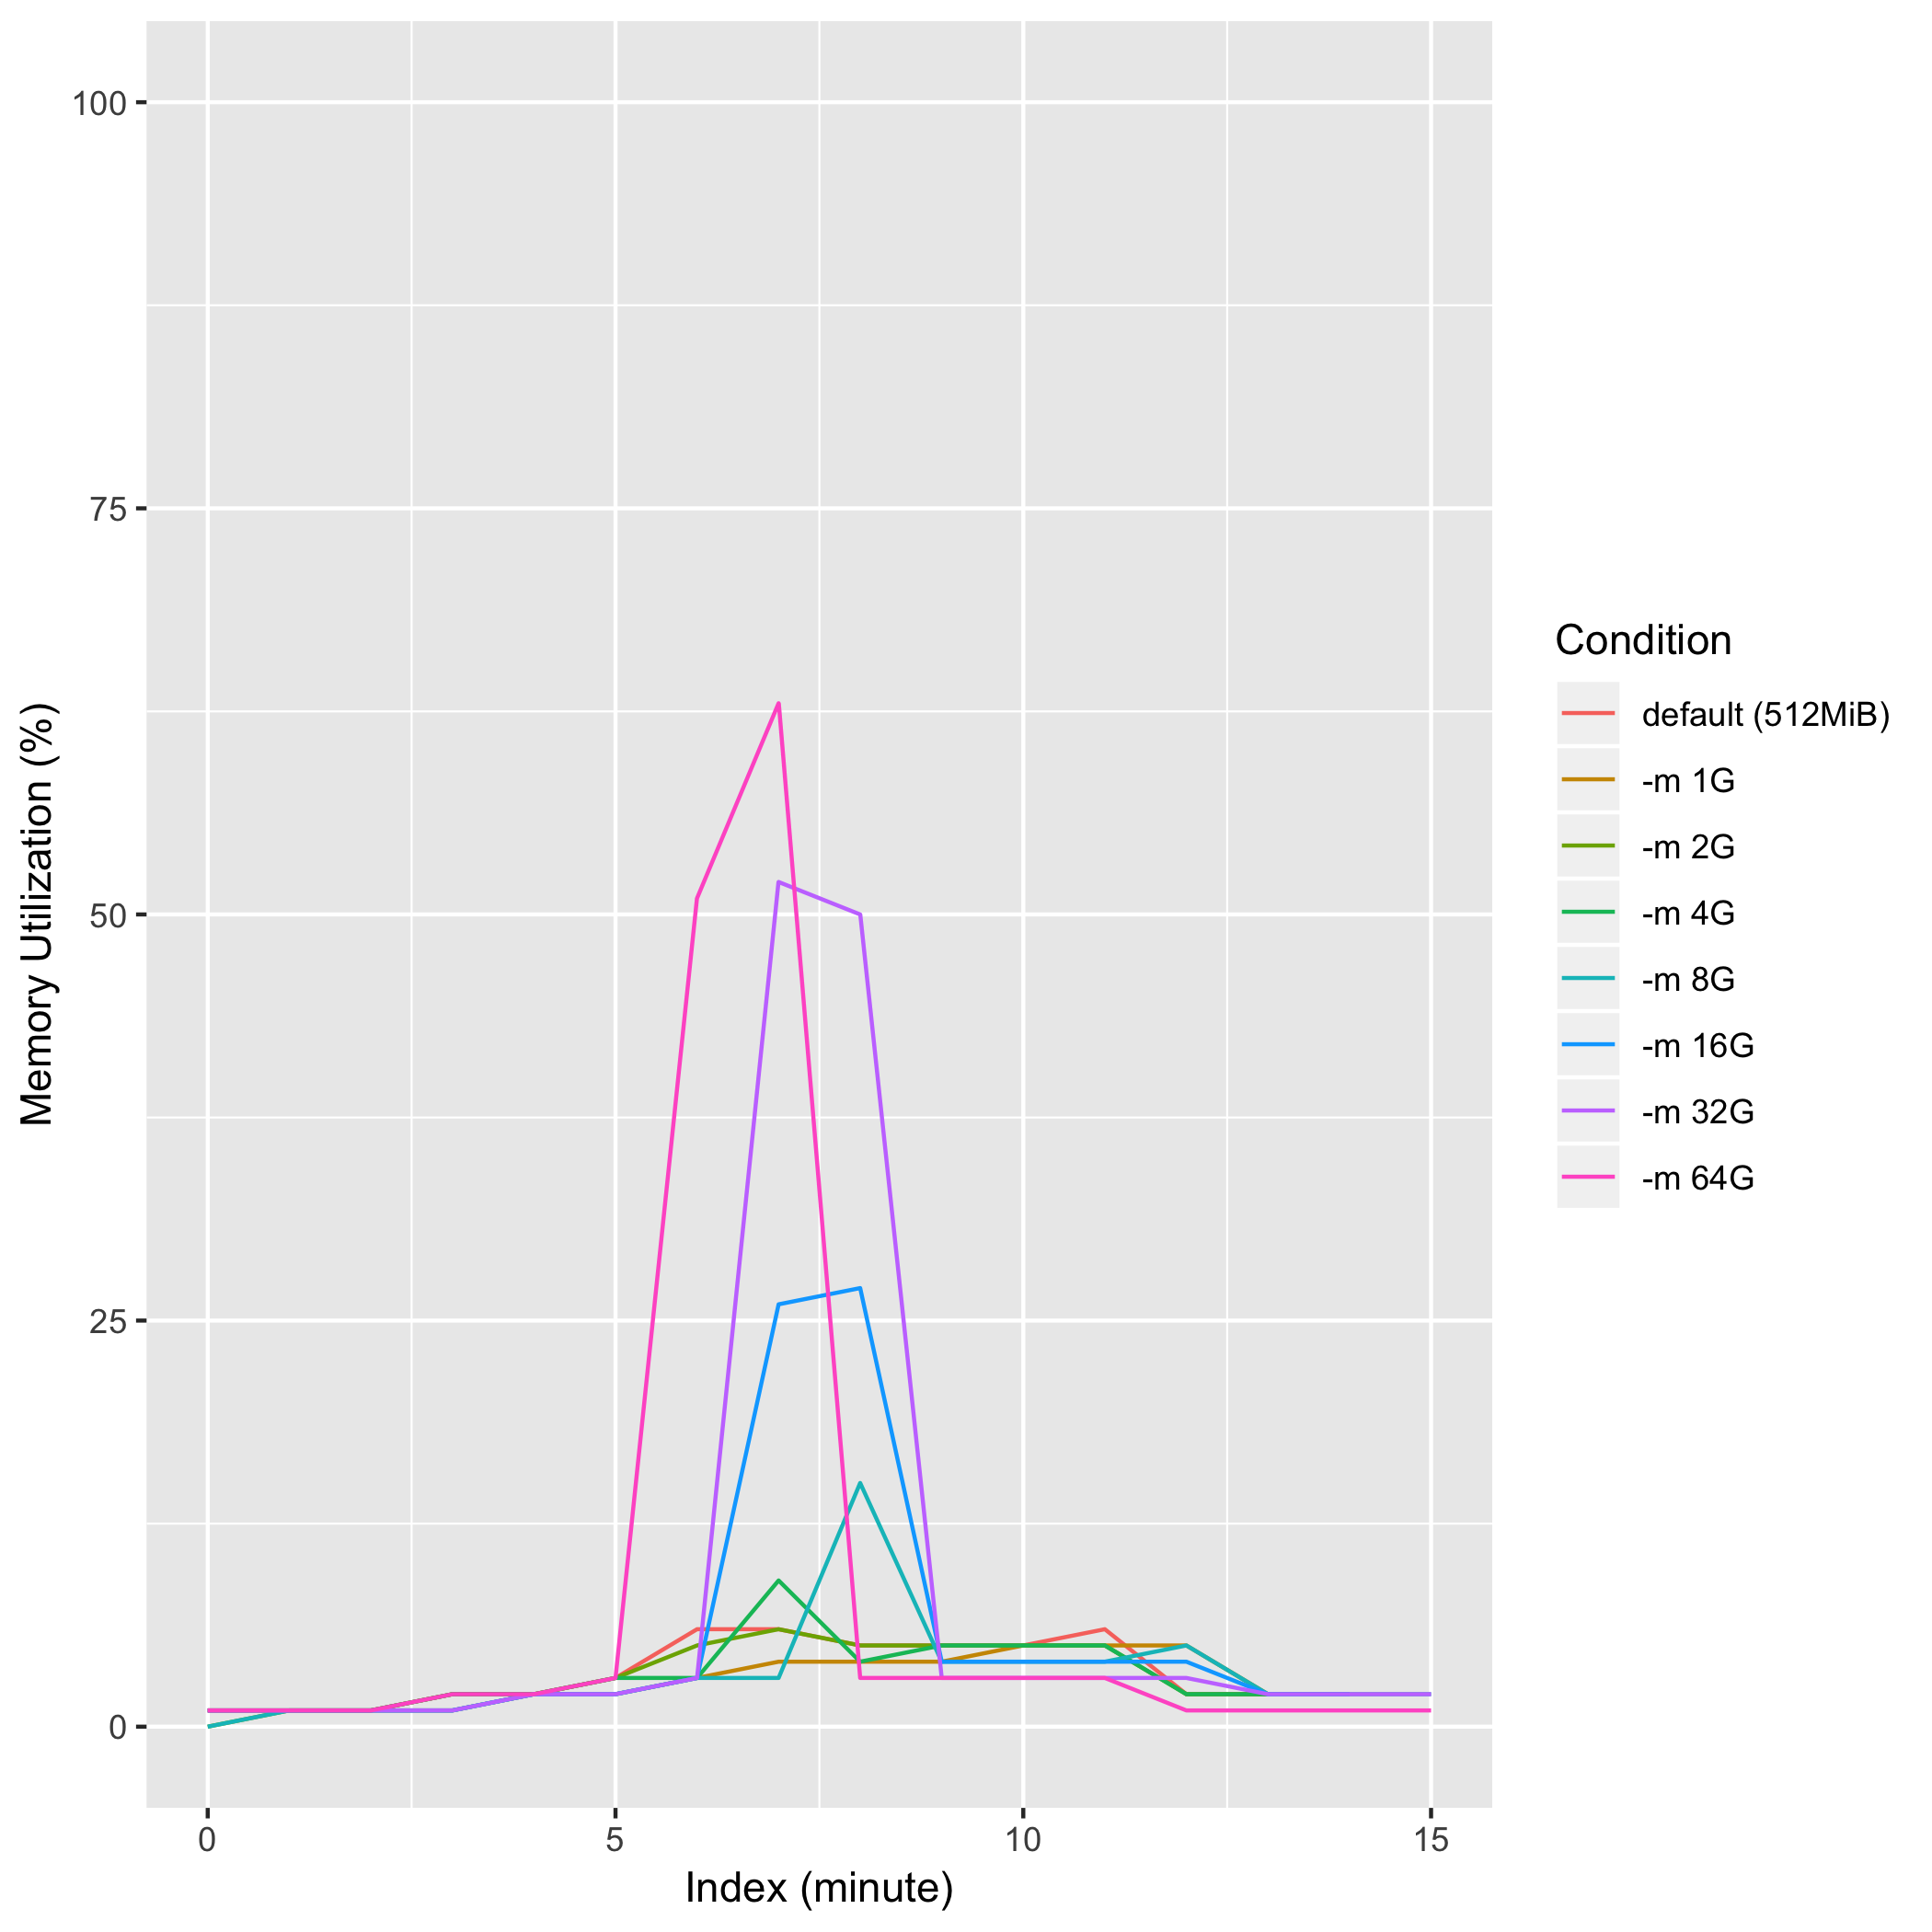 Memory Utilization (%)
100
75
50
25
0
0
5
10
15
Index (minute)
Condition
default (512MiB)
-m 1G
-m 2G
-m 4G
-m 8G
-m 16G
-m 32G
-m 64G